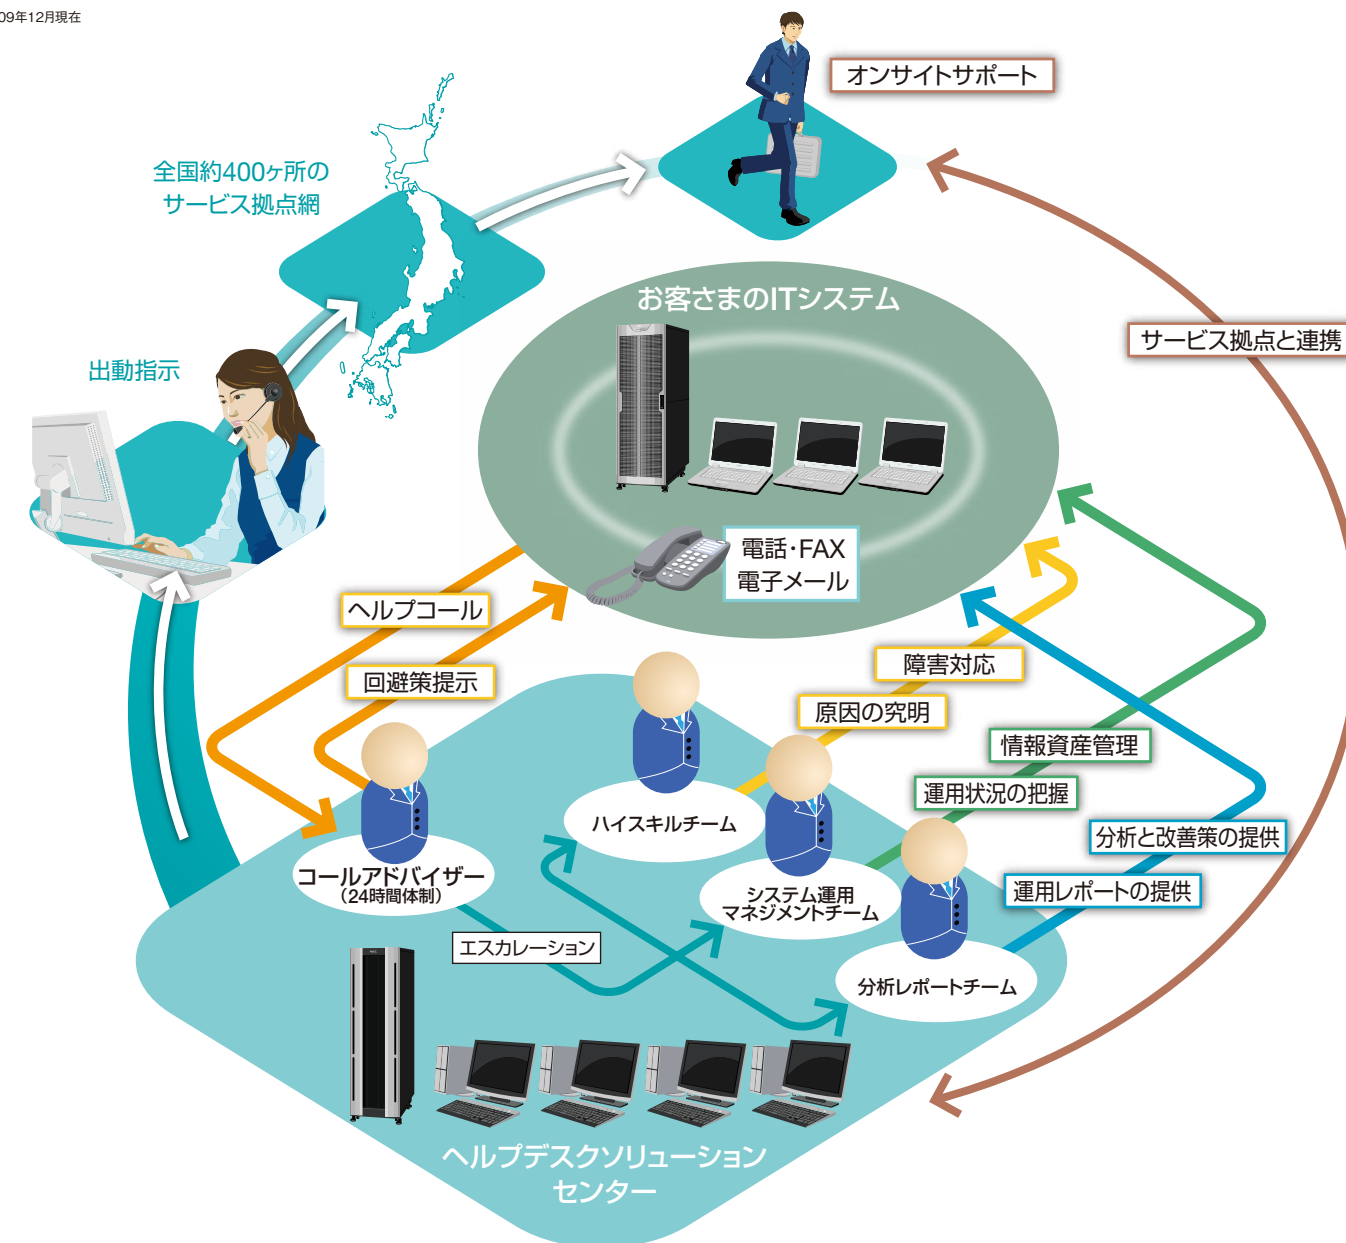 09年12月現在
オンサイトサポート
全国約400ヶ所の
サービス拠点網
お客さまのITシステム
サービス拠点と連携
出動指示
電話・FAX
電子メール
ヘルプコール
回避策提示
障害対応
原因の究明
情報資産管理
運用状況の把握
分析と改善策の提供
運用レポートの提供
ハイスキルチーム
コールアドバイザー
（24時間体制）
システム運用
マネジメントチーム
エスカレーション
分析レポートチーム
ヘルプデスクソリューション
センター